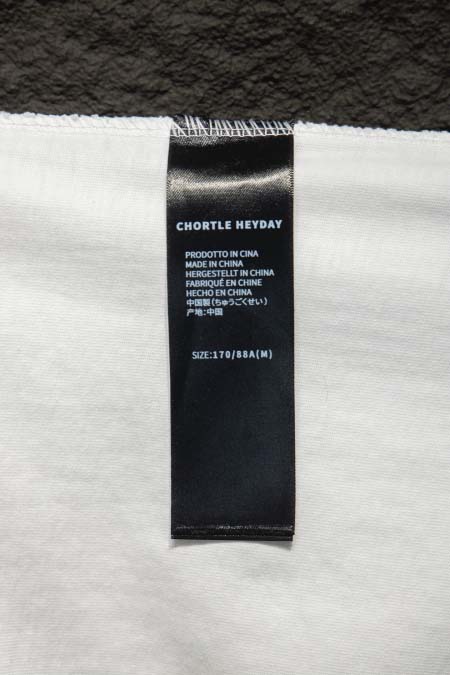 CHORTLE HEYDAY
PRODOTTO IN CINA
MADE IN CHINA
HERGESTELLT IN CHINA
FABRIQUÉ EN CHINE
HECHO EN CHINA
中国製（ちゅうごくせい）
产地:中国
SIZE:170/88A(M)